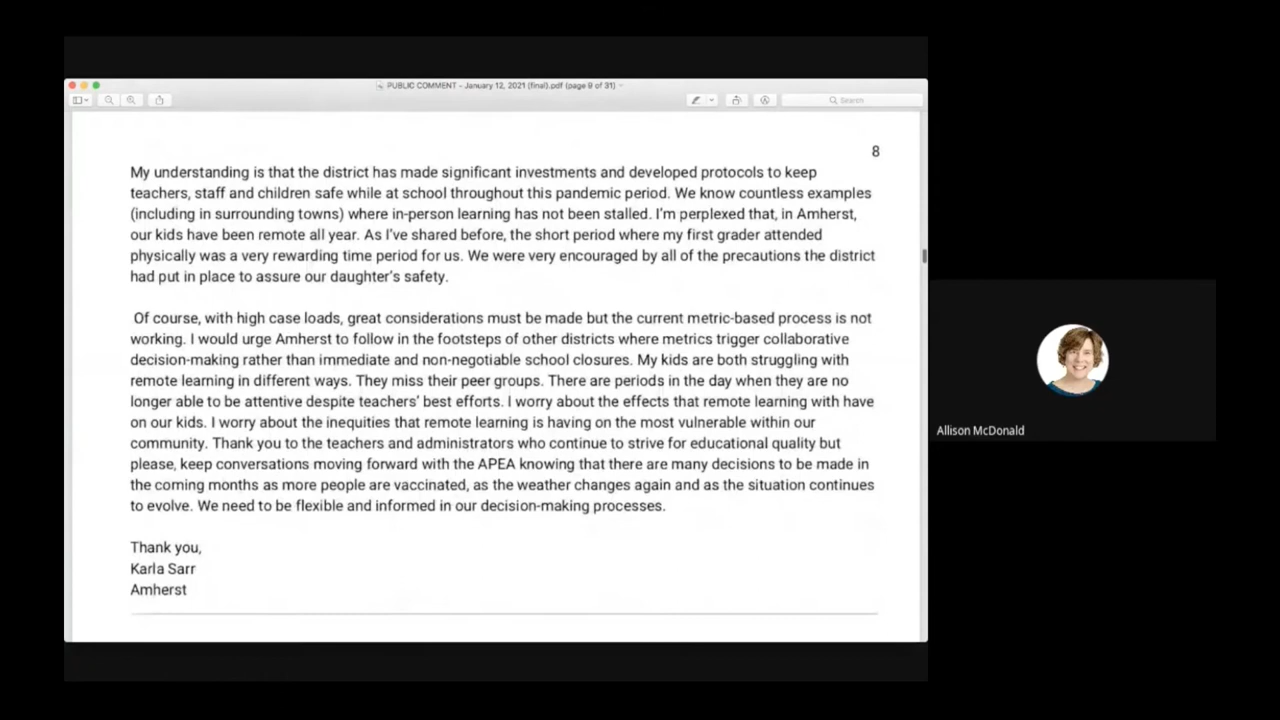 PUBLIC COMMENT - January 12, 2021 (final).pdf (page 9 of 31)
Search
8
My understanding is that the district has made significant investments and developed protocols to keep
teachers, staff and children safe while at school throughout this pandemic period. We know countless examples
(including in surrounding towns) where in-person learning has not been stalled. I'm perplexed that, in Amherst,
our kids have been remote all year. As I've shared before, the short period where my first grader attended
physically was a very rewarding time period for us. We were very encouraged by all of the precautions the district
had put in place to assure our daughter's safety.
Of course, with high case loads, great considerations must be made but the current metric-based process is not
working. I would urge Amherst to follow in the footsteps of other districts where metrics trigger collaborative
decision-making rather than immediate and non-negotiable school closures. My kids are both struggling with
remote learning in different ways. They miss their peer groups. There are periods in the day when they are no
longer able to be attentive despite teachers' best efforts. I worry about the effects that remote learning with have
on our kids. I worry about the inequities that remote learning is having on the most vulnerable within our
community. Thank you to the teachers and administrators who continue to strive for educational quality but
please, keep conversations moving forward with the APEA knowing that there are many decisions to be made in
the coming months as more people are vaccinated, as the weather changes again and as the situation continues
to evolve. We need to be flexible and informed in our decision-making processes.
Thank you,
Karla Sarr
Amherst
Allison McDonald